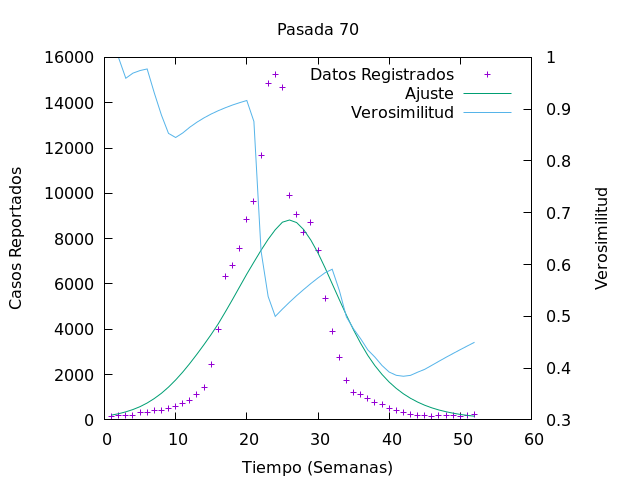 Pasada 70
16000
14000
12000
10000
8000
6000
4000
2000
0
1
0.9
0.8
0.7
0.6
0.5
0.4
0.3
Datos Registrados
Ajuste
Verosimilitud
Casos Reportados
Verosimilitud
0 10 20 30 40 50 60
Tiempo (Semanas)